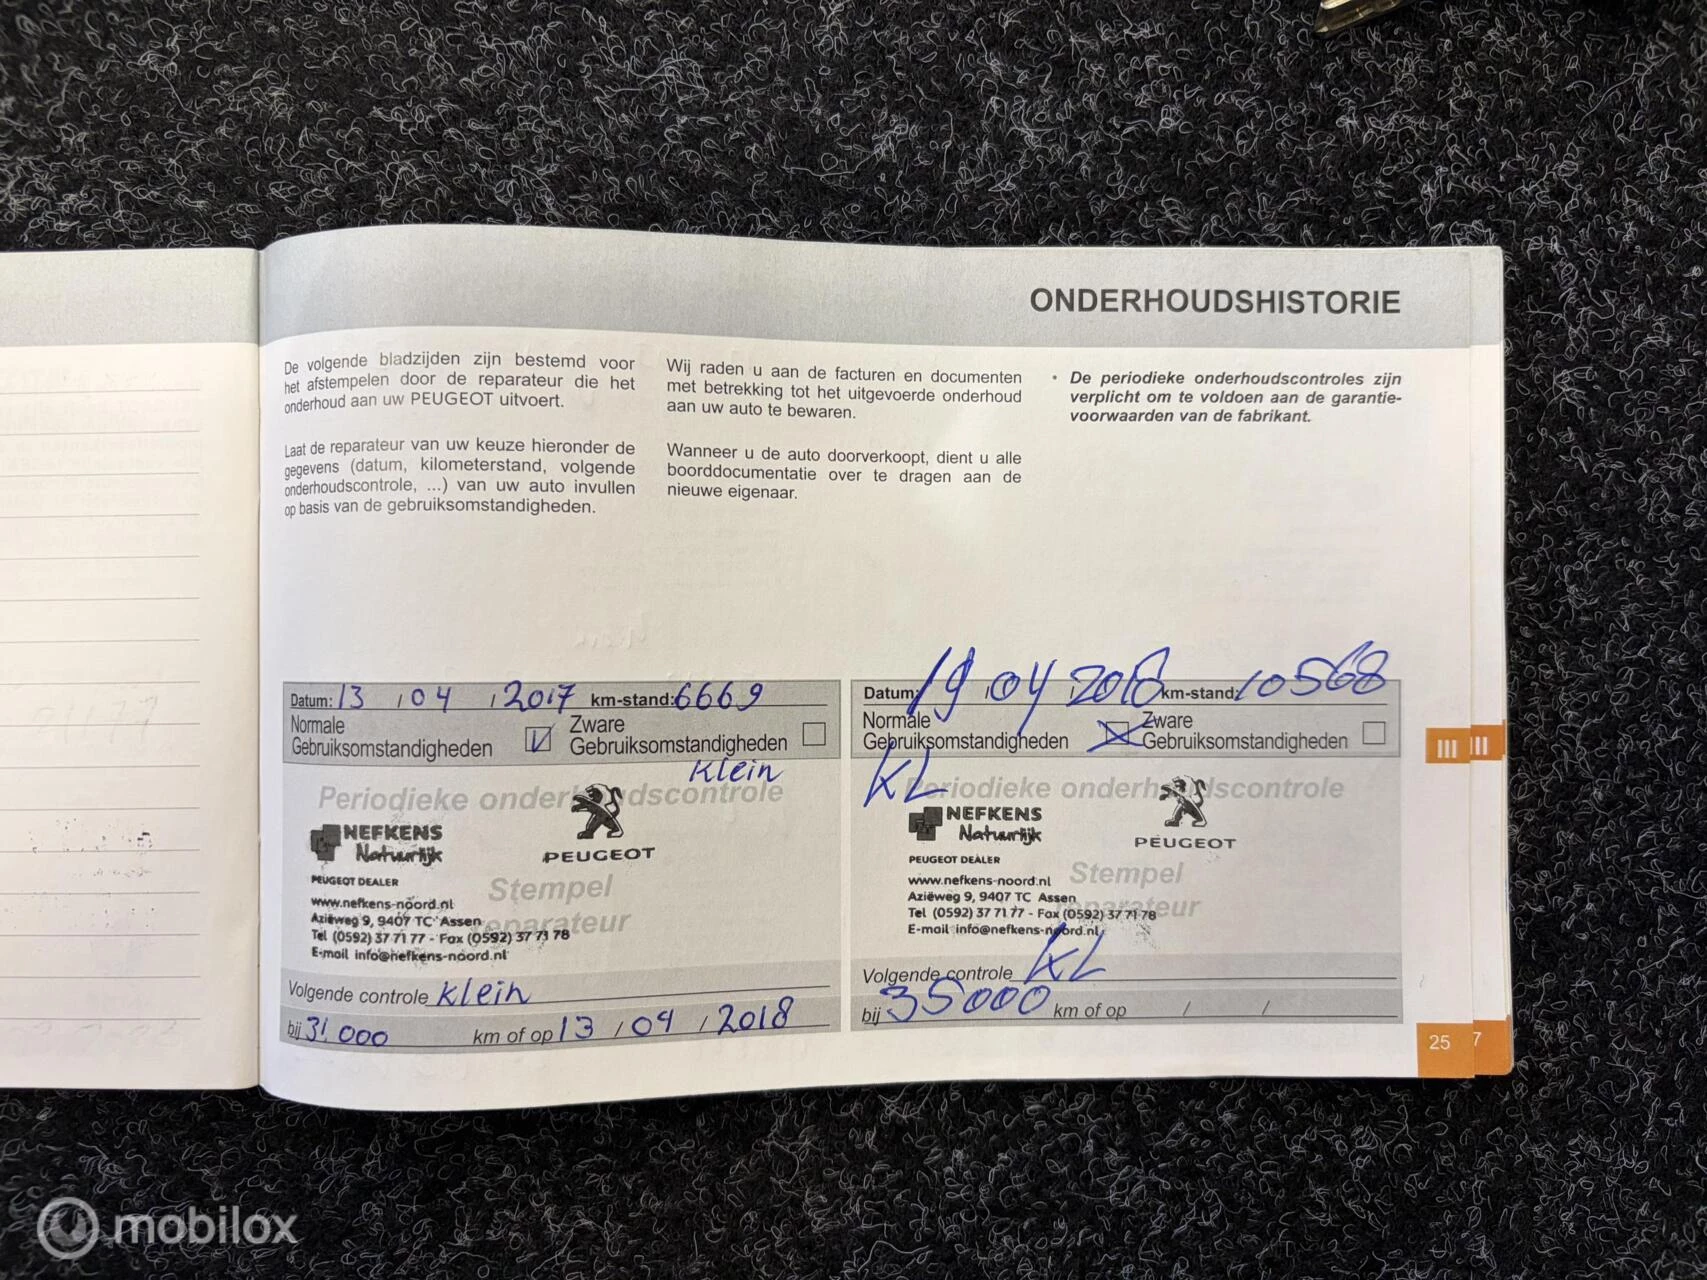 ONDERHOUDSHISTORIE
De volgende bladzijden zijn bestemd voor
het afstempelen door de reparateur die het
onderhoud aan uw PEUGEOT uitvoert.
Laat de reparateur van uw keuze hieronder de
gegevens (datum, kilometerstand, volgende
onderhoudscontrole, ...) van uw auto invullen
op basis van de gebruiksomstandigheden.
Wij raden u aan de facturen en documenten
met betrekking tot het uitgevoerde onderhoud
aan uw auto te bewaren.
Wanneer u de auto doorverkoopt, dient u alle
boorddocumentatie over te dragen aan de
nieuwe eigenaar.
• De periodieke onderhoudscontroles zijn
verplicht om te voldoen aan de garantie-
voorwaarden van de fabrikant.
Datum: 13 / 04 / 2017 km-stand: 6669
Normale
Gebruiksomstandigheden
Zware
Gebruiksomstandigheden
Klein
Periodieke onderhoudscontrole
NEFKENS
Natuurlijk
PEUGEOT
PEUGEOT DEALER
Stempel
reparateur
www.nefkens-noord.nl
Aziëweg 9, 9407 TC Assen
Tel (0592) 37 71 77 - Fax (0592) 37 71 78
E-mail info@nefkens-noord.nl
Volgende controle Klein
bij 31.000 km of op 13 / 04 / 2018
Datum: 19 04 2018 km-stand: 10568
Normale
Gebruiksomstandigheden
Zware
Gebruiksomstandigheden
KL
Periodieke onderhoudscontrole
NEFKENS
Natuurlijk
PEUGEOT
PEUGEOT DEALER
Stempel
reparateur
www.nefkens-noord.nl
Aziëweg 9, 9407 TC Assen
Tel (0592) 37 71 77 - Fax (0592) 37 71 78
E-mail info@nefkens-noord.nl
Volgende controle KL
bij 35000 km of op / /
III
III
25
7
mobilox